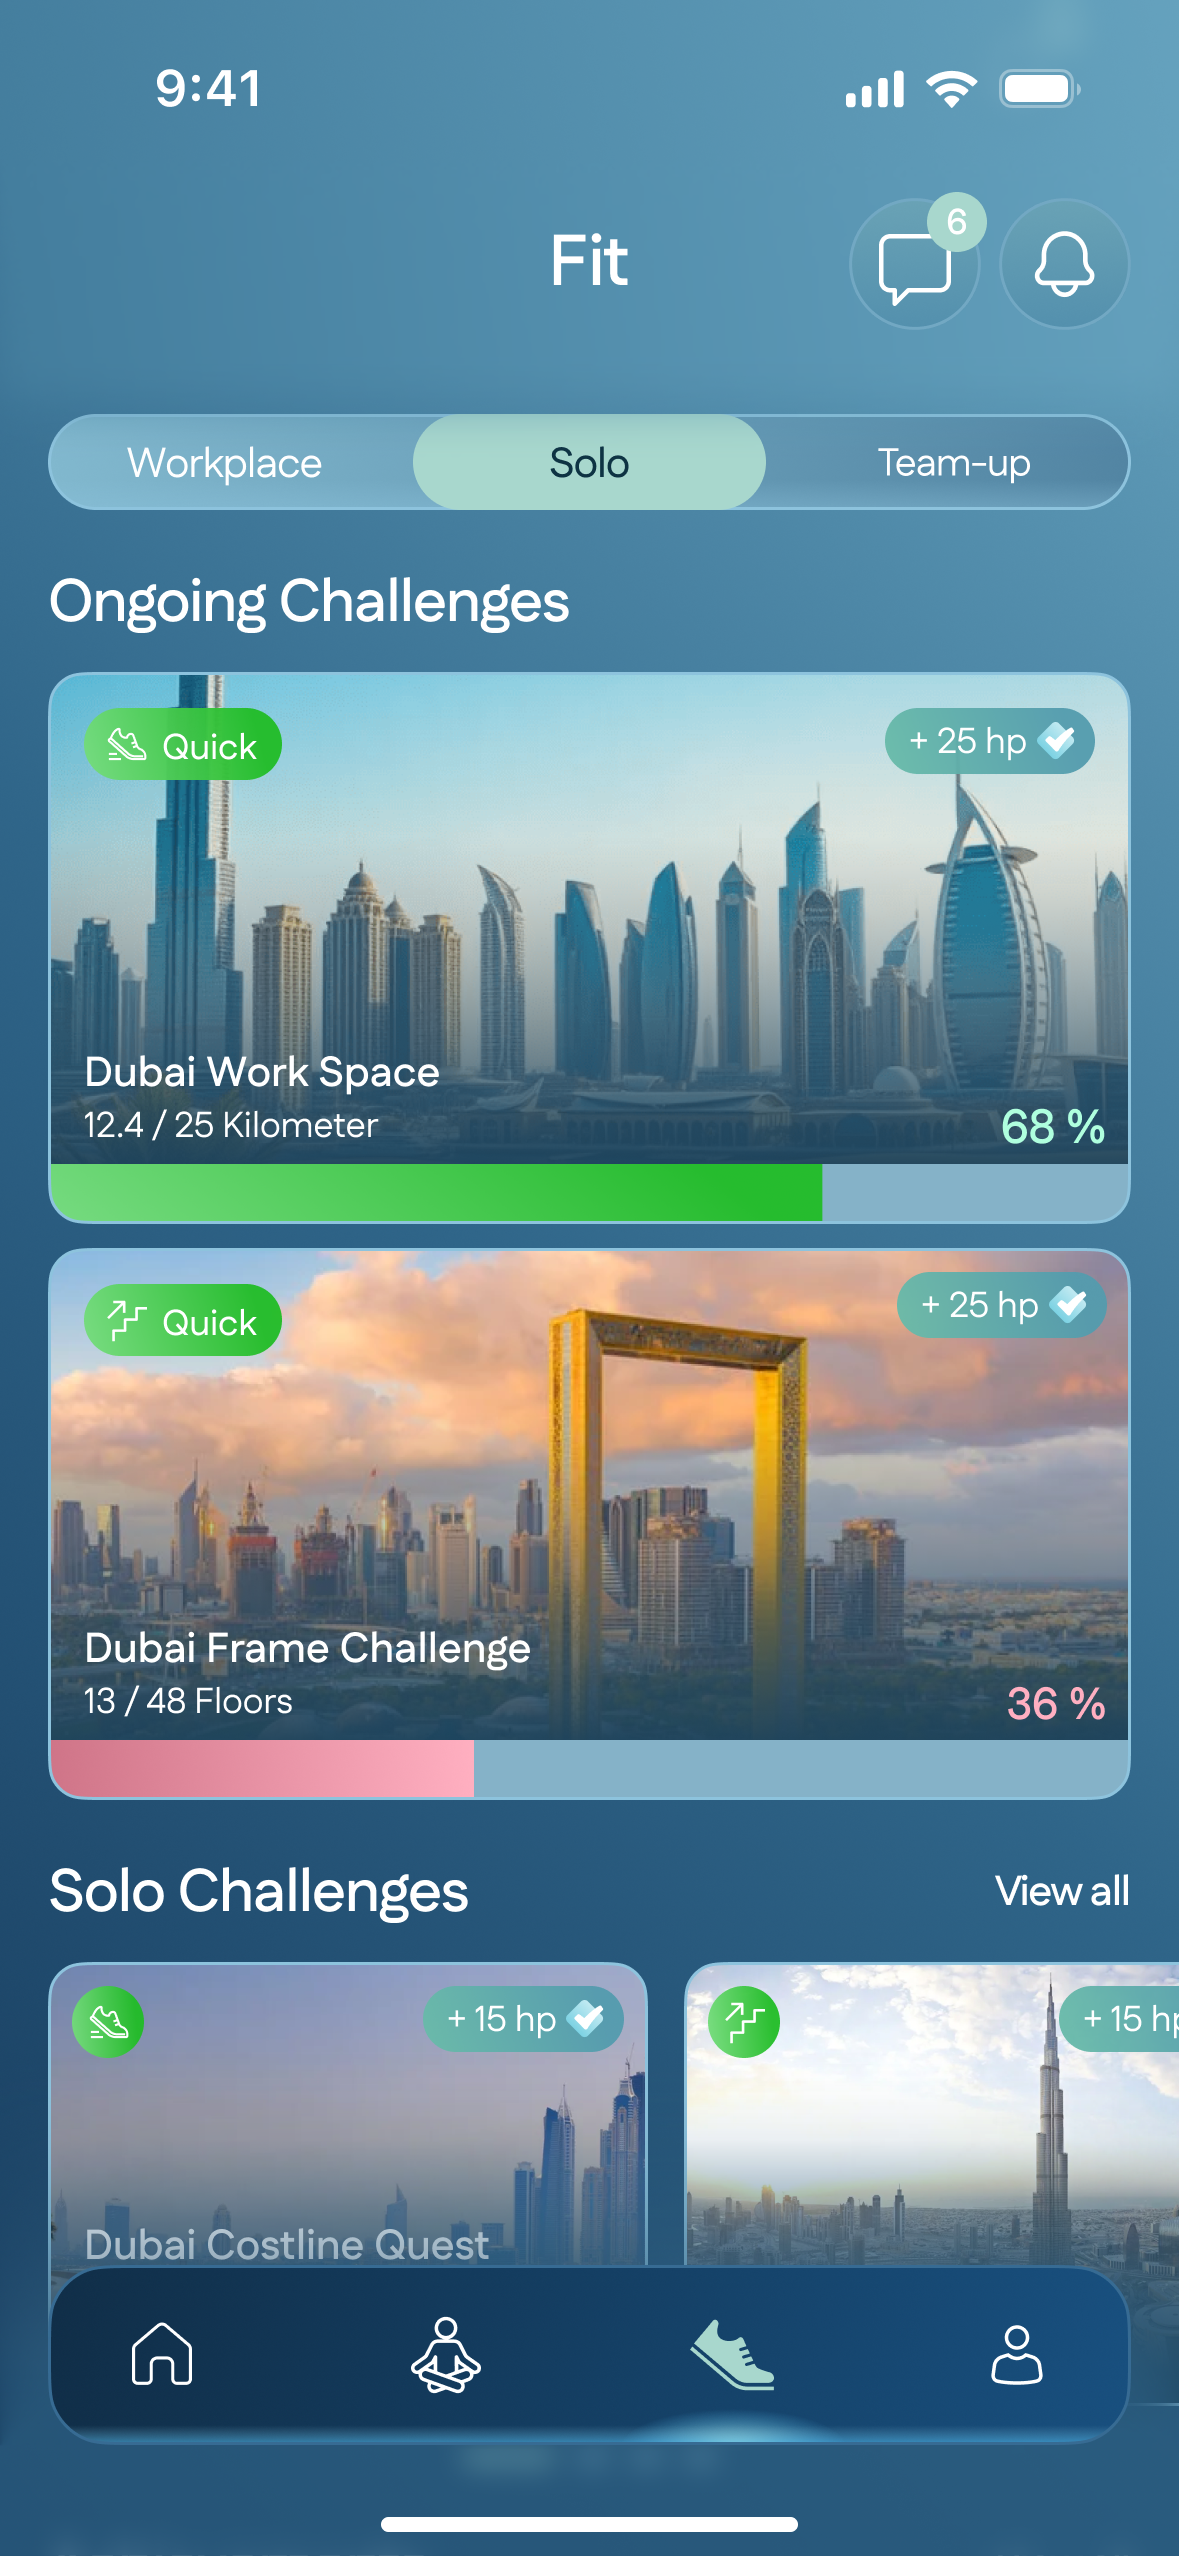 9:41
Fit
6
Workplace
Solo
Team-up
Ongoing Challenges
Quick
+ 25 hp
Dubai Work Space
12.4 / 25 Kilometer
68 %
Quick
+ 25 hp
Dubai Frame Challenge
13 / 48 Floors
36 %
Solo Challenges
View all
+ 15 hp
+ 15 hp
Dubai Costline Quest